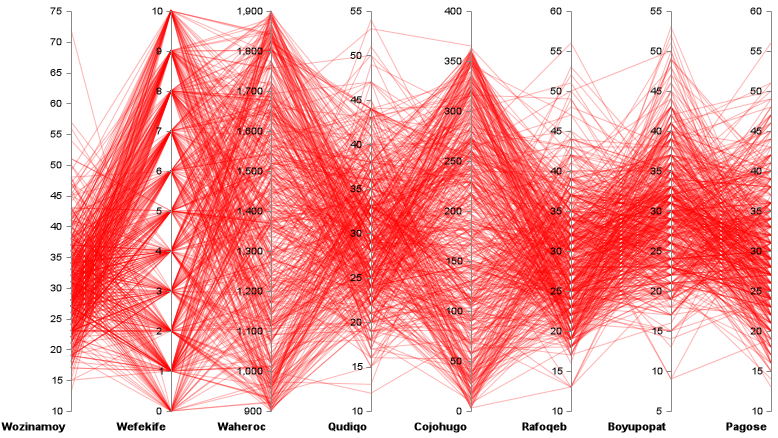 75 10 1,900 55 400 60 55 60
70 9 1,800 50 350 55 50 55
65 8 1,700 45 300 50 45 50
60 7 1,600 40 250 45 40 45
55 6 1,500 35 200 40 35 40
50 5 1,400 30 150 35 30 35
45 4 1,300 25 100 30 25 30
40 3 1,200 20 50 25 20 25
35 2 1,100 15 0 20 15 20
30 1 1,000 10 15 10 15
25 0 900 10 5 10
20
15
10
Wozinamoy Wefekife Waheroc Qudiqo Cojohugo Rafoqeb Boyupopat Pagose